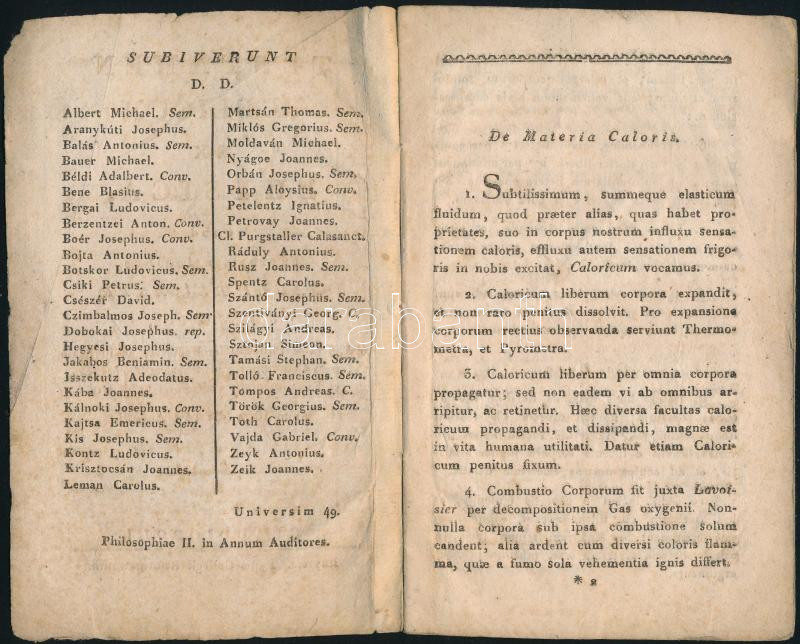 SUBIVERUNT
D. D.
Albert Michael. Sem.
Aranykúti Josephus.
Balás Antonius. Sem.
Bauer Michael.
Béldi Adalbert. Conv.
Bene Blasius.
Bergai Ludovicus.
Berzentzei Anton. Conv.
Boér Josephus. Conv.
Bojta Antonius.
Botskor Ludovicus. Sem.
Csiki Petrus. Sem.
Csészér David.
Czimbalmos Joseph. Sem.
Dobokai Josephus. rep.
Hegyesi Josephus.
Jakabos Beniamin. Sem.
Isszekutz Adeodatus.
Kába Joannes.
Kálnoki Josephus. Conv.
Kajtsa Emericus. Sem.
Kis Josephus. Sem.
Kontz Ludovicus.
Krisztocsán Joannes.
Leman Carolus.
Martsán Thomas. Sem.
Miklós Gregorius. Sem.
Moldaván Michael.
Nyágoe Joannes.
Orbán Josephus. Sem.
Papp Aloysius. Conv.
Petelentz Ignatius.
Petrovay Joannes.
Cl. Purgstaller Calasanct.
Ráduly Antonius.
Rusz Joannes. Sem.
Spentz Carolus.
Szántó Josephus. Sem.
Szentiványi Georg. C.
Szilágyi Andreas.
Sztojan Simeon.
Tamási Stephan. Sem.
Tolló Franciscus. Sem.
Tompos Andreas. C.
Török Georgius. Sem.
Toth Carolus.
Vajda Gabriel. Conv.
Zeyk Antonius.
Zeik Joannes.
Universim 49.
Philosophiae II. in Annum Auditores.
De Materia Caloris.
1. Subtilissimum, summeque elasticum
fluidum, quod præter alias, quas habet pro-
prietates, suo in corpus nostrum influxu sensa-
tionem caloris, effluxu autem sensationem frigo-
ris in nobis excitat, Caloricum vocamus.
2. Caloricum liberum corpora expandit,
et non raro penitus dissolvit. Pro expansione
corporum rectius observanda serviunt Thermo-
metra, et Pyrometra.
3. Caloricum liberum per omnia corpora
propagatur; sed non eadem vi ab omnibus ar-
ripitur, ac retinetur. Hæc diversa facultas calo-
ricum propagandi, et dissipandi, magnæ est
in vita humana utilitati. Datur etiam Calori-
cum penitus fixum.
4. Combustio Corporum fit juxta Lavoi-
sier per decompositionem Gas oxygenii. Non-
nulla corpora sub ipsa combustione solum
candent; alia ardent cum diversi coloris flam-
ma, quæ a fumo sola vehementia ignis differt.
* 2
darabanth